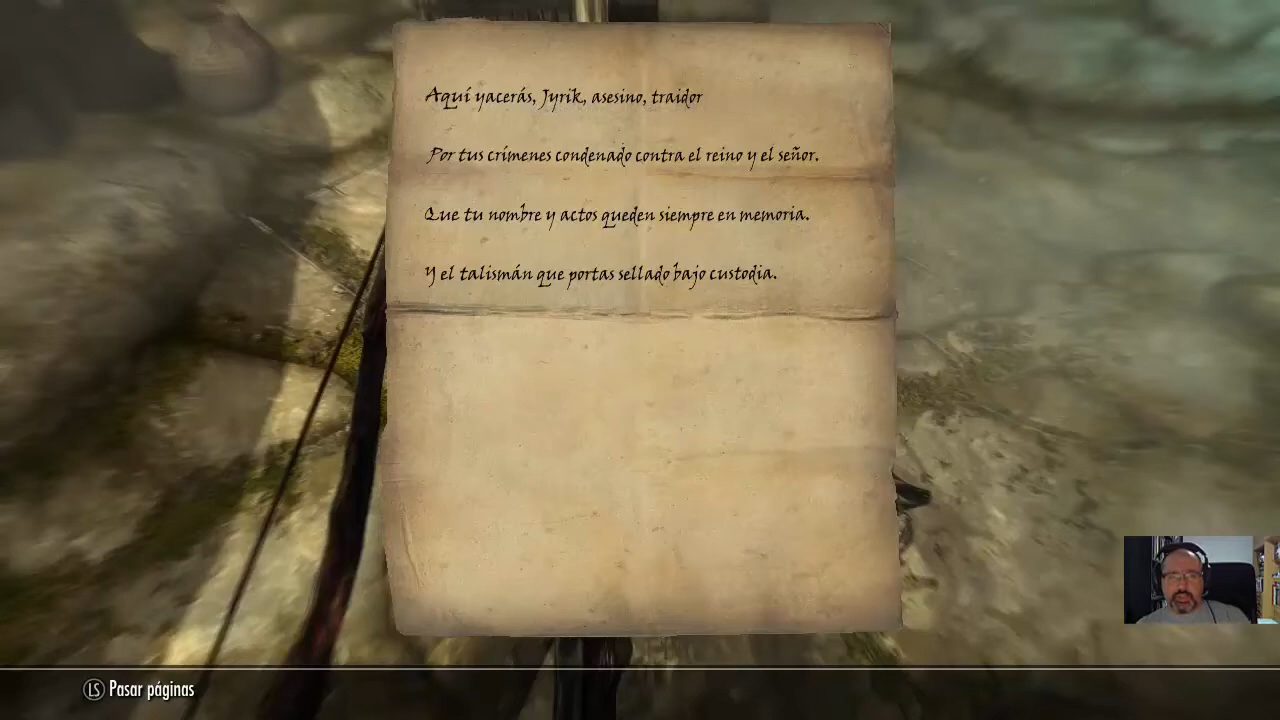 Aquí yacerás, Jyrik, asesino, traidor
Por tus crímenes condenado contra el reino y el señor.
Que tu nombre y actos queden siempre en memoria.
Y el talismán que portas sellado bajo custodia.
LS Pasar páginas